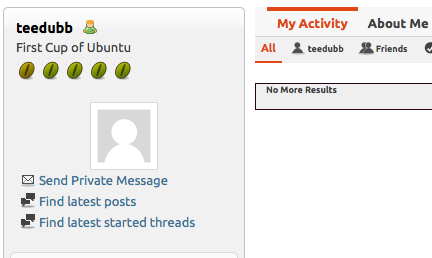 teedubb
First Cup of Ubuntu
Send Private Message
Find latest posts
Find latest started threads
My Activity About Me
All teedubb Friends
No More Results